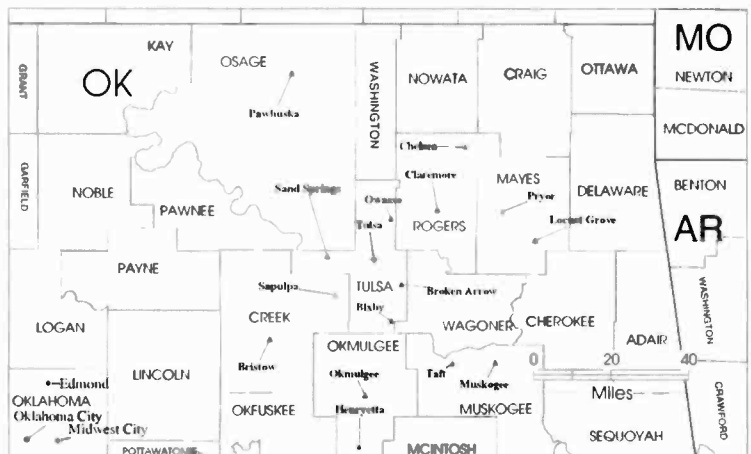 MO
KAY
OSAGE
GRANT
OK
WASHINGTON
NOWATA
CRAIG
OTTAWA
NEWTON
Pawhuska
MCDONALD
Chelsea
Claremore
GARFIELD
NOBLE
PAWNEE
Sand Springs
Owasso
Tulsa
ROGERS
MAYES
Pryor
Locust Grove
DELAWARE
BENTON
AR
PAYNE
Sapulpa
TULSA
Broken Arrow
Bixby
WAGONER
CHEROKEE
WASHINGTON
LOGAN
CREEK
OKMULGEE
ADAIR
LINCOLN
Bristow
Okmulgee
Taft
Muskogee
0 20 40
Miles
Edmond
OKLAHOMA
Oklahoma City
Midwest City
OKFUSKEE
Henryetta
MUSKOGEE
CRAWFORD
POTTAWATOMIE
MCINTOSH
SEQUOYAH